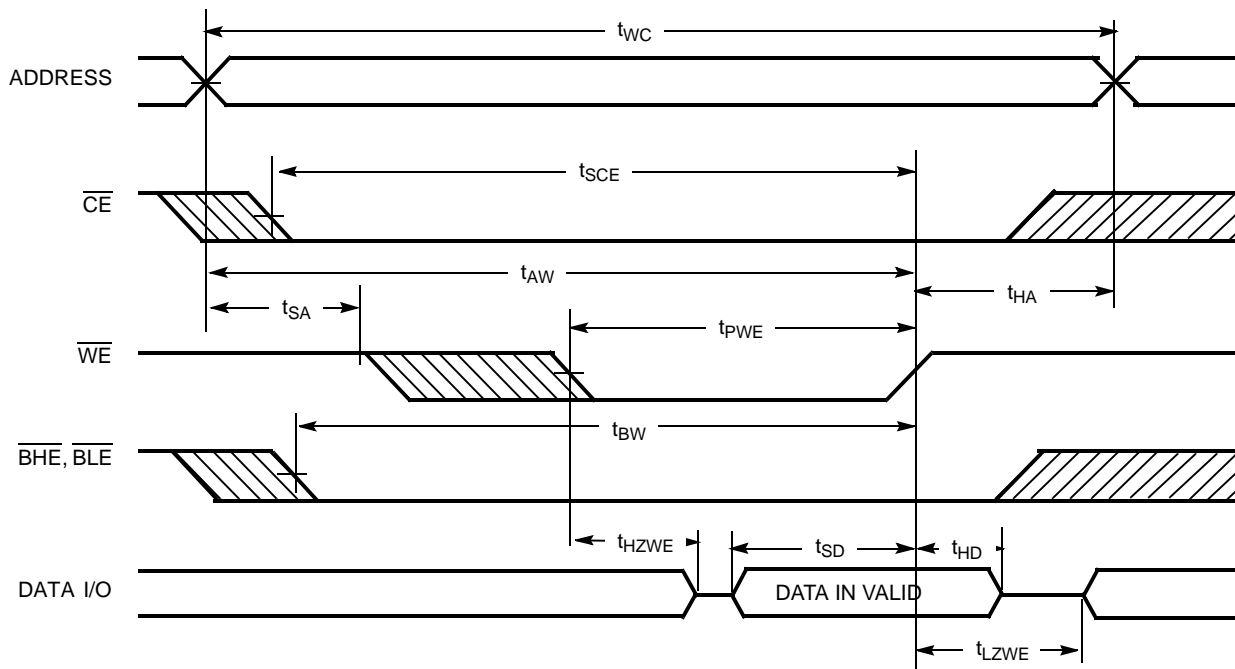 tWC
ADDRESS
tSCE
CE
tAW
tSA
tHA
tPWE
WE
tBW
BHE, BLE
tHZWE
tSD
tHD
DATA I/O
DATA IN VALID
tLZWE